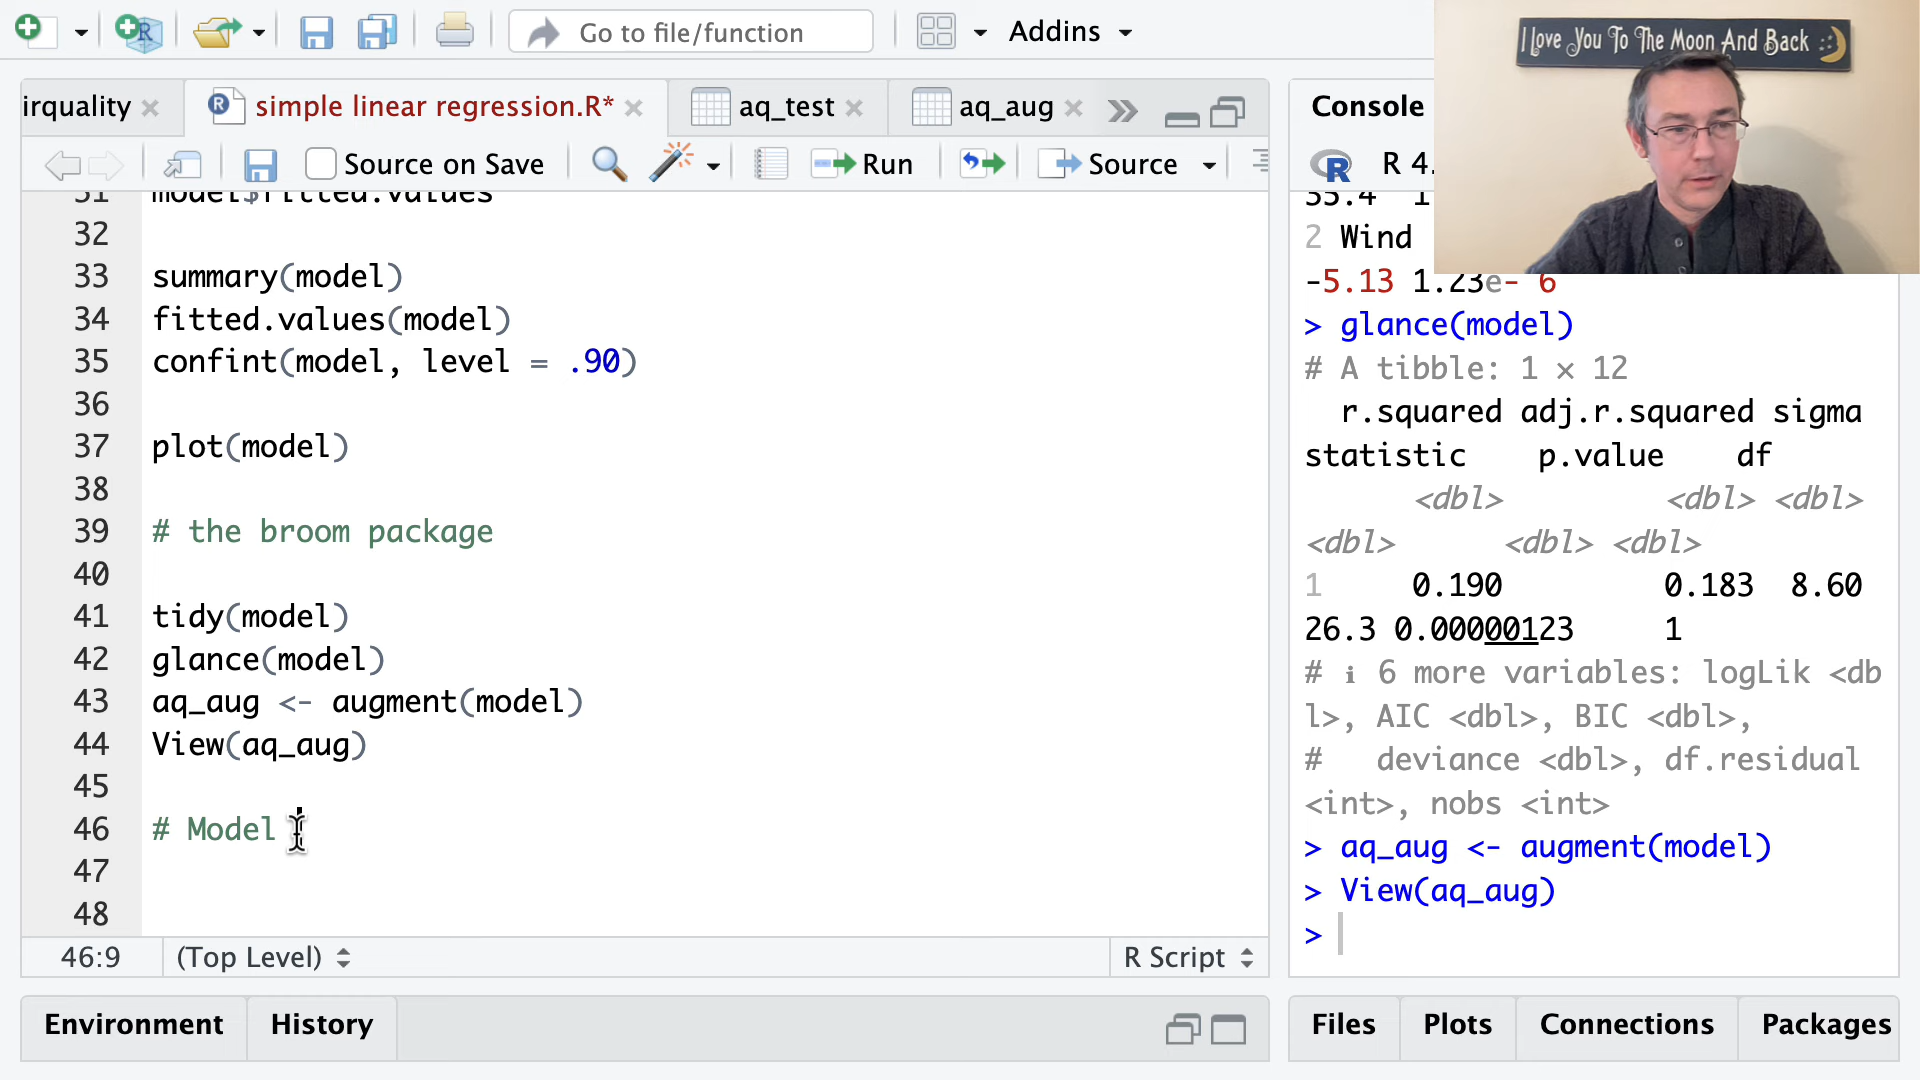 Go to file/function
Addins
I Love You To The Moon And Back
irquality
simple linear regression.R*
aq_test
aq_aug
Source on Save
Run
Source
31 model$fitted.values
32
33 summary(model)
34 fitted.values(model)
35 confint(model, level = .90)
36
37 plot(model)
38
39 # the broom package
40
41 tidy(model)
42 glance(model)
43 aq_aug <- augment(model)
44 View(aq_aug)
45
46 # Model
47
48
46:9
(Top Level)
R Script
Environment
History
Console
R 4.
35.4 1
2 Wind
-5.13 1.23e- 6
> glance(model)
# A tibble: 1 × 12
r.squared adj.r.squared sigma
statistic p.value df
<dbl> <dbl> <dbl>
<dbl> <dbl> <dbl>
1 0.190 0.183 8.60
26.3 0.00000123 1
# ℹ 6 more variables: logLik <db
l>, AIC <dbl>, BIC <dbl>,
# deviance <dbl>, df.residual
<int>, nobs <int>
> aq_aug <- augment(model)
> View(aq_aug)
>
Files
Plots
Connections
Packages